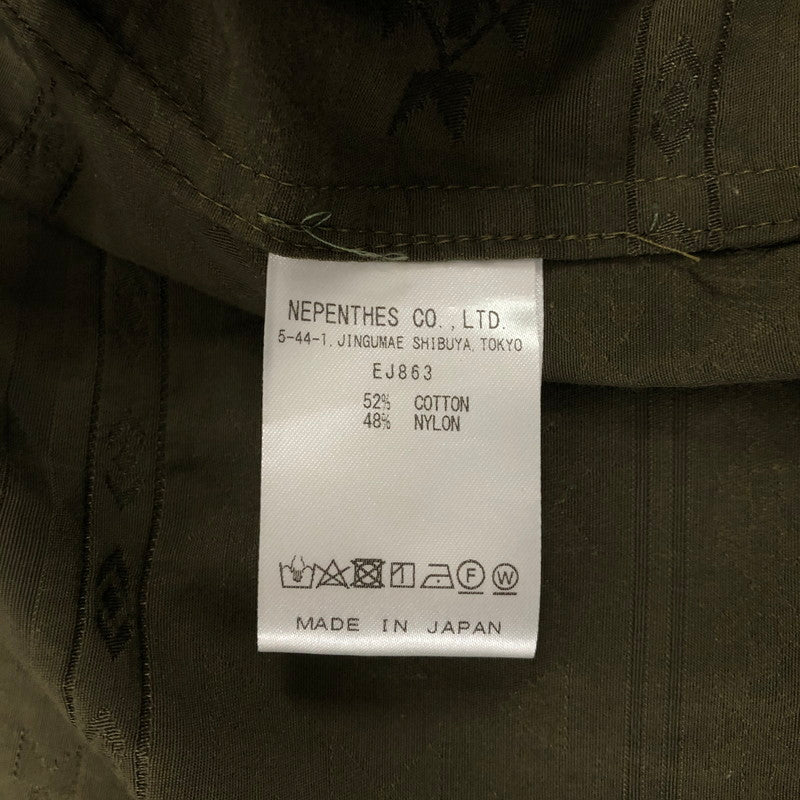 NEPENTHES CO.,LTD.
5-44-1, JINGUMAE SHIBUYA, TOKYO
EJ863
52% COTTON
48% NYLON
F W
MADE IN JAPAN